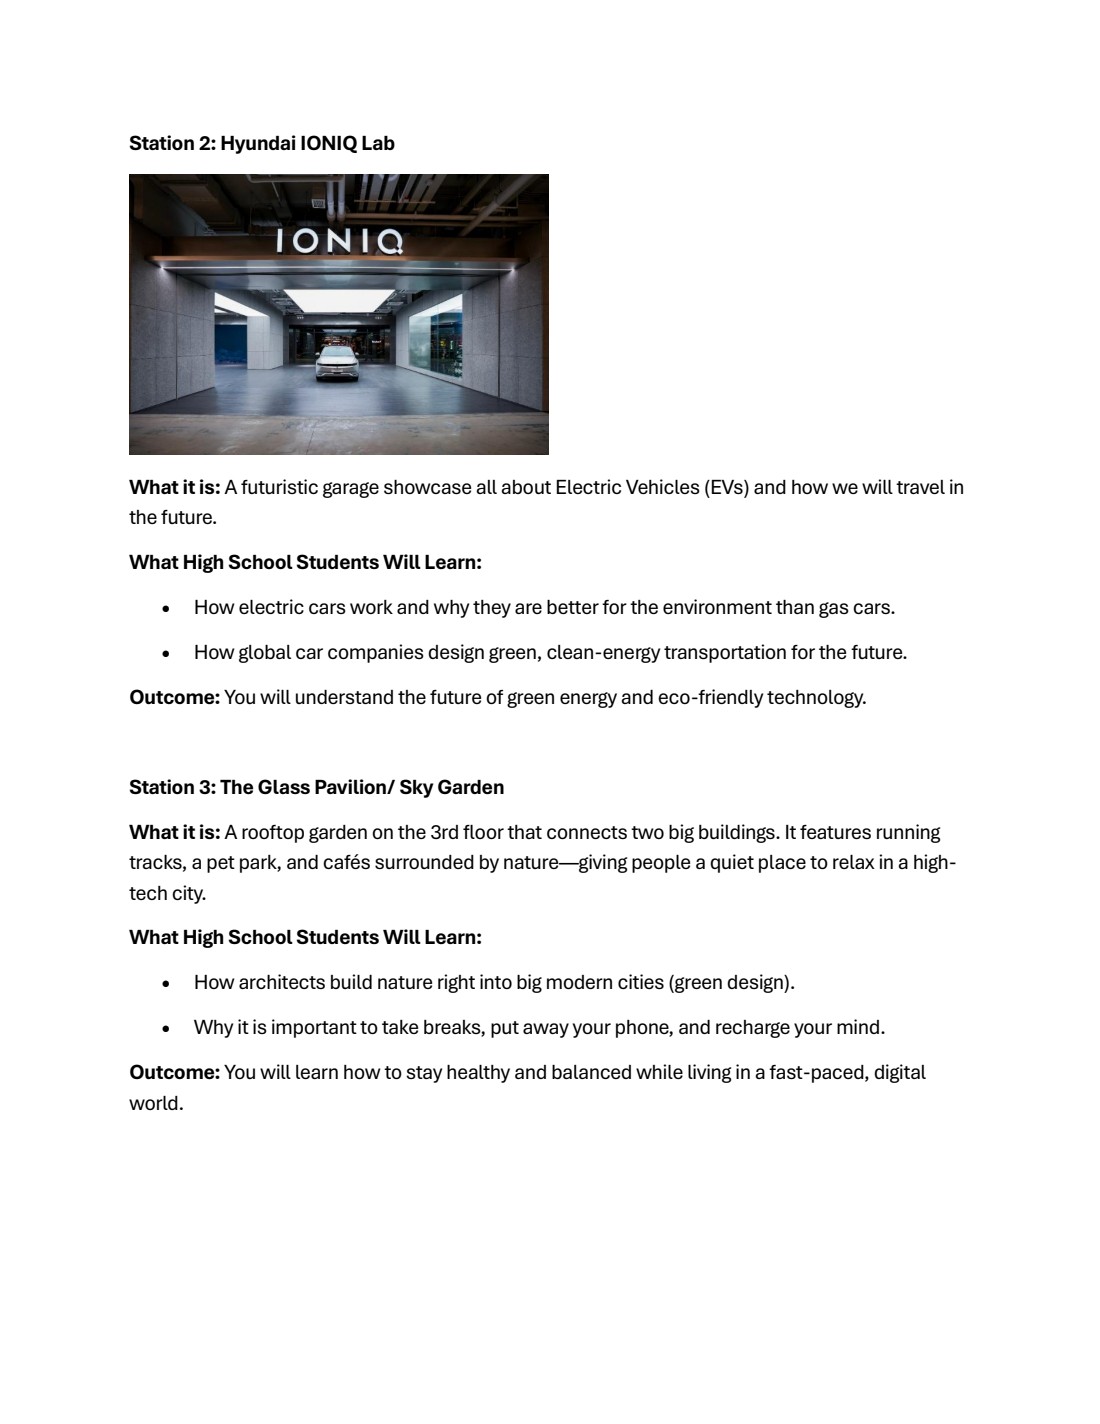 Station 2: Hyundai IONIQ Lab
IONIQ
What it is: A futuristic garage showcase all about Electric Vehicles (EVs) and how we will travel in
the future.
What High School Students Will Learn:
• How electric cars work and why they are better for the environment than gas cars.
• How global car companies design green, clean-energy transportation for the future.
Outcome: You will understand the future of green energy and eco-friendly technology.
Station 3: The Glass Pavilion/ Sky Garden
What it is: A rooftop garden on the 3rd floor that connects two big buildings. It features running
tracks, a pet park, and cafés surrounded by nature—giving people a quiet place to relax in a high-
tech city.
What High School Students Will Learn:
• How architects build nature right into big modern cities (green design).
• Why it is important to take breaks, put away your phone, and recharge your mind.
Outcome: You will learn how to stay healthy and balanced while living in a fast-paced, digital
world.